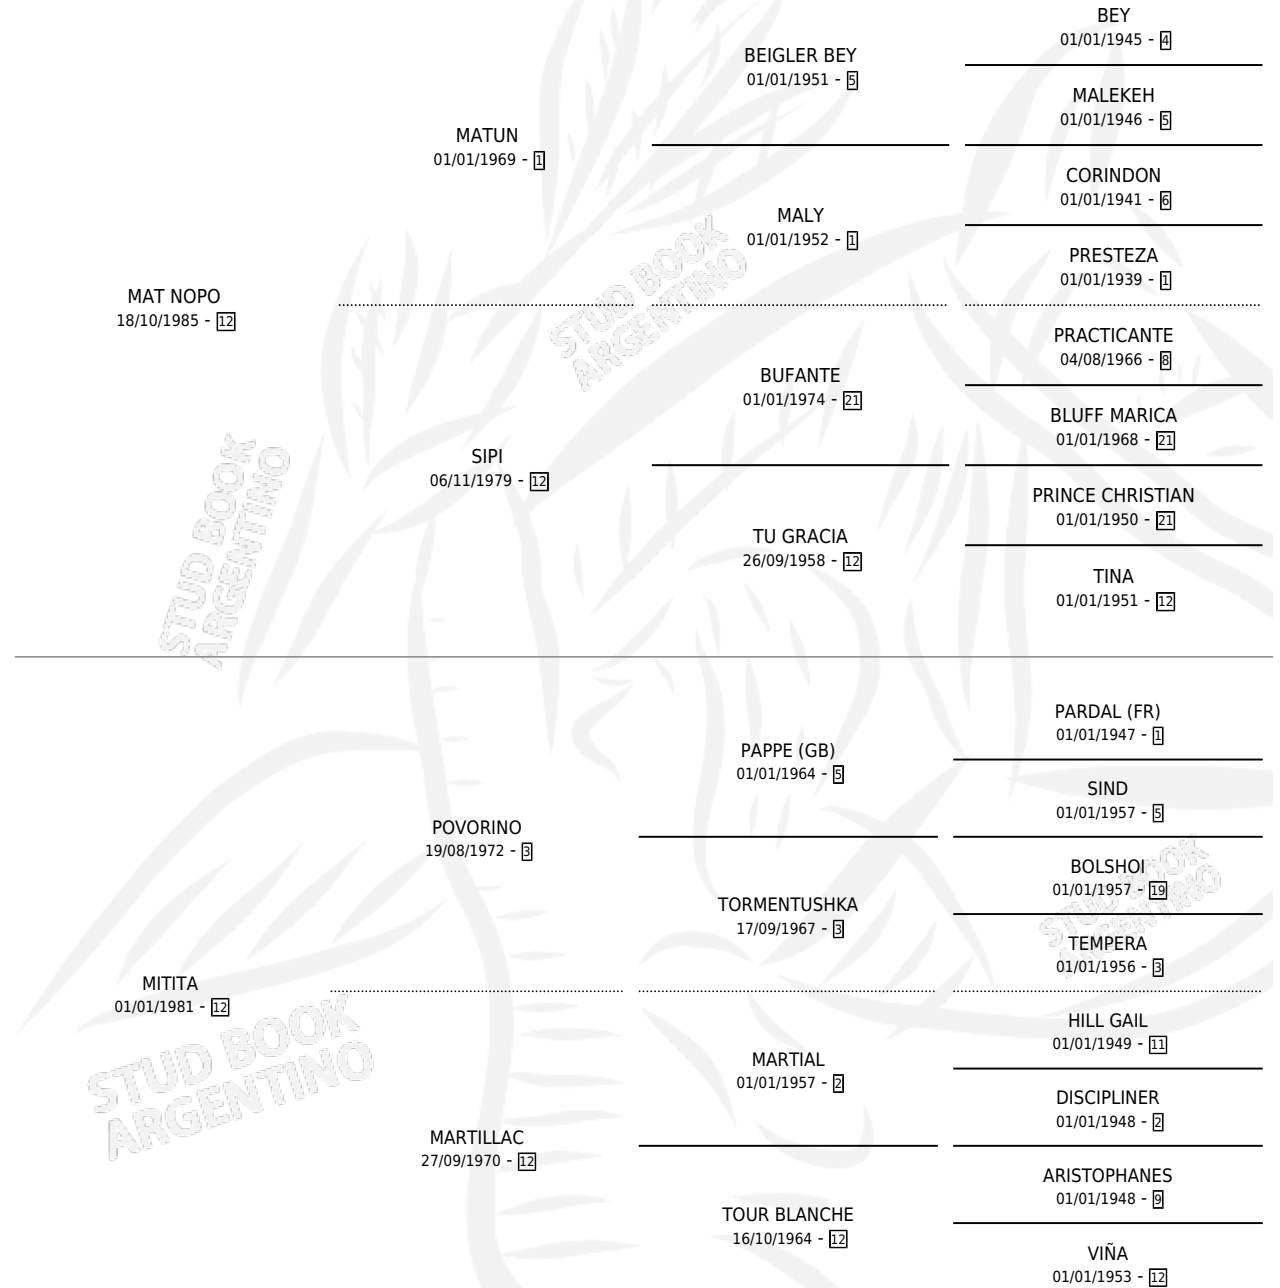 BEY
01/01/1945 - 4
BEIGLER BEY
01/01/1951 - 5
MALEKEH
01/01/1946 - 5
MATUN
01/01/1969 - 1
CORINDON
01/01/1941 - 6
MALY
01/01/1952 - 1
PRESTEZA
01/01/1939 - 1
MAT NOPO
18/10/1985 - 12
PRACTICANTE
04/08/1966 - 8
BUFANTE
01/01/1974 - 21
BLUFF MARICA
01/01/1968 - 21
SIPI
06/11/1979 - 12
PRINCE CHRISTIAN
01/01/1950 - 21
TU GRACIA
26/09/1958 - 12
TINA
01/01/1951 - 12
PARDAL (FR)
01/01/1947 - 1
PAPPE (GB)
01/01/1964 - 5
SIND
01/01/1957 - 5
POVORINO
19/08/1972 - 3
BOLSHOI
01/01/1957 - 19
TORMENTUSHKA
17/09/1967 - 3
TEMPERA
01/01/1956 - 3
MITITA
01/01/1981 - 12
HILL GAIL
01/01/1949 - 11
MARTIAL
01/01/1957 - 2
DISCIPLINER
01/01/1948 - 2
MARTILLAC
27/09/1970 - 12
ARISTOPHANES
01/01/1948 - 9
TOUR BLANCHE
16/10/1964 - 12
VIÑA
01/01/1953 - 12
STUD BOOK
ARGENTINO
STUD BOOK
ARGENTINO
STUD BOOK
ARGENTINO
STUD BOOK
ARGENTINO